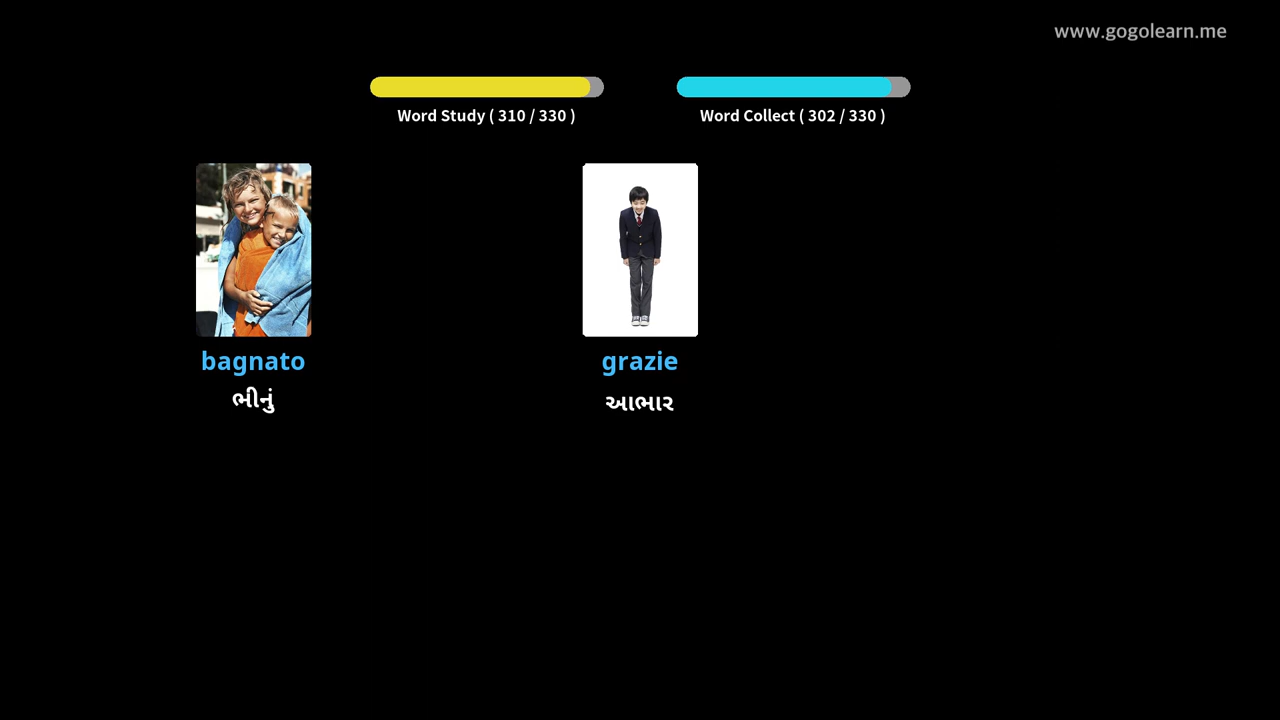 www.gogolearn.me
Word Study ( 310 / 330 )
Word Collect ( 302 / 330 )
bagnato
ભીનું
grazie
આભાર